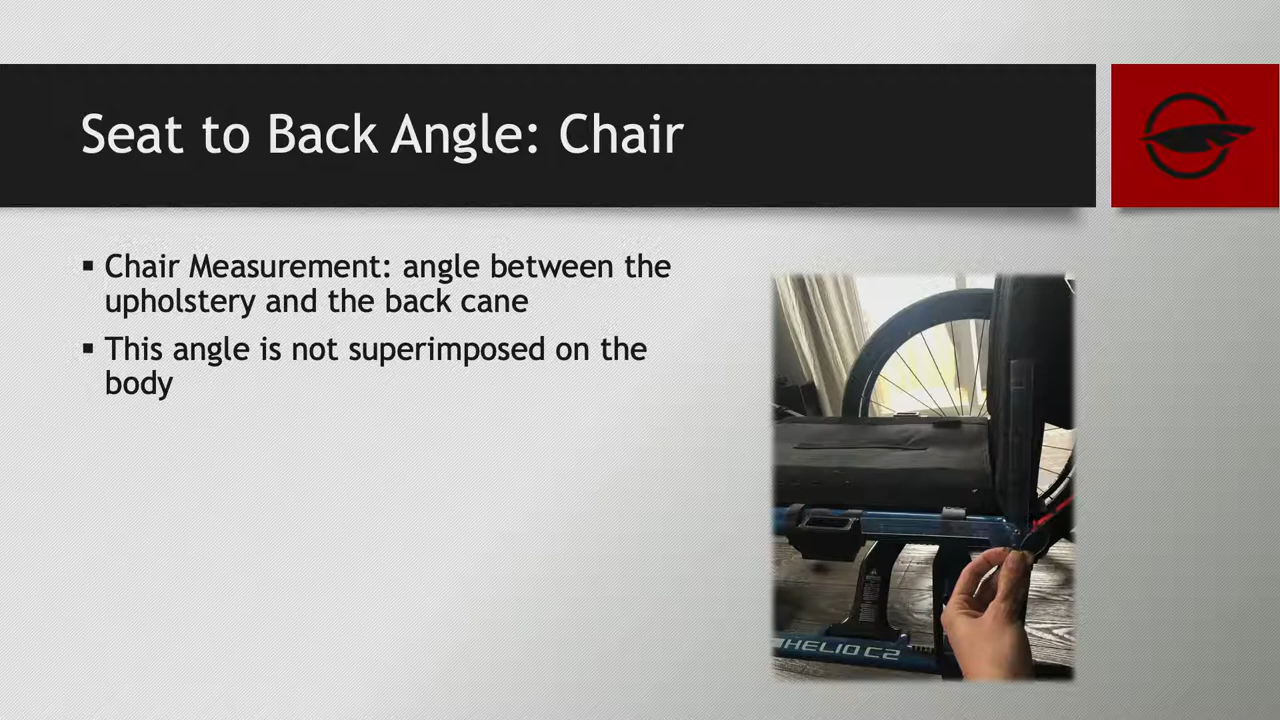 Seat to Back Angle: Chair
▪ Chair Measurement: angle between the
upholstery and the back cane
▪ This angle is not superimposed on the
body
HELIO C2